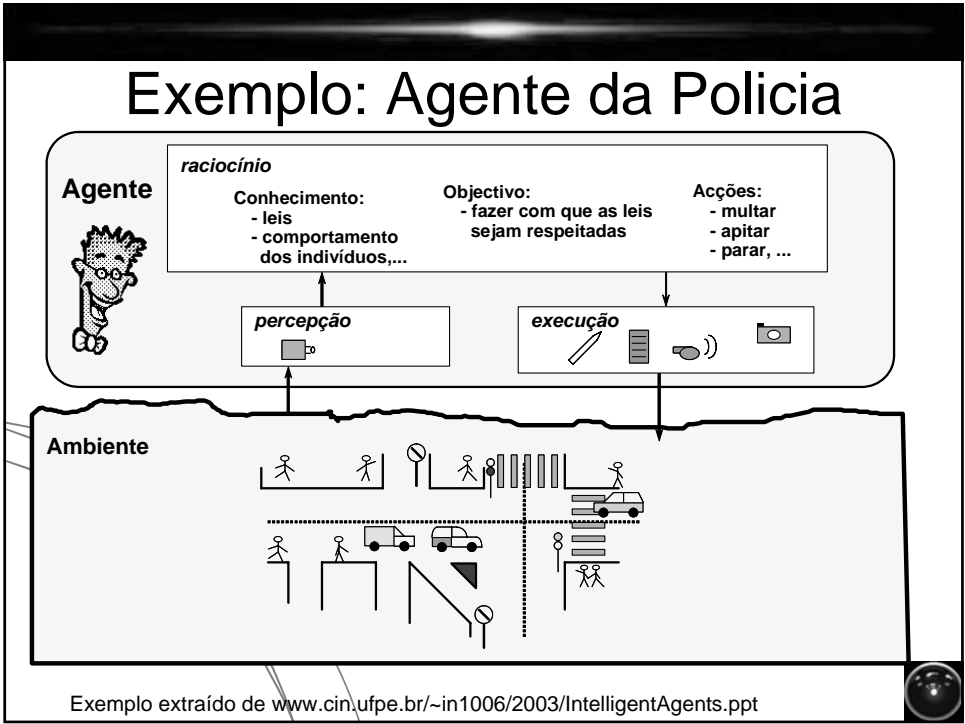 Exemplo: Agente da Policia
Agente
raciocínio
Conhecimento:
- leis
- comportamento
dos indivíduos,...
Objectivo:
- fazer com que as leis
sejam respeitadas
Acções:
- multar
- apitar
- parar, ...
percepção
execução
Ambiente
Exemplo extraído de www.cin.ufpe.br/~in1006/2003/IntelligentAgents.ppt